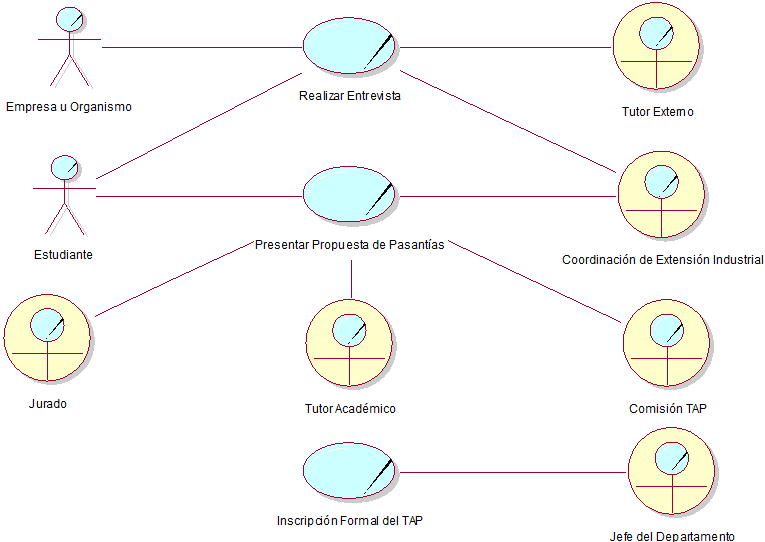 Empresa u Organismo
Realizar Entrevista
Tutor Externo
Estudiante
Presentar Propuesta de Pasantías
Coordinación de Extensión Industrial
Jurado
Tutor Académico
Comisión TAP
Inscripción Formal del TAP
Jefe del Departamento